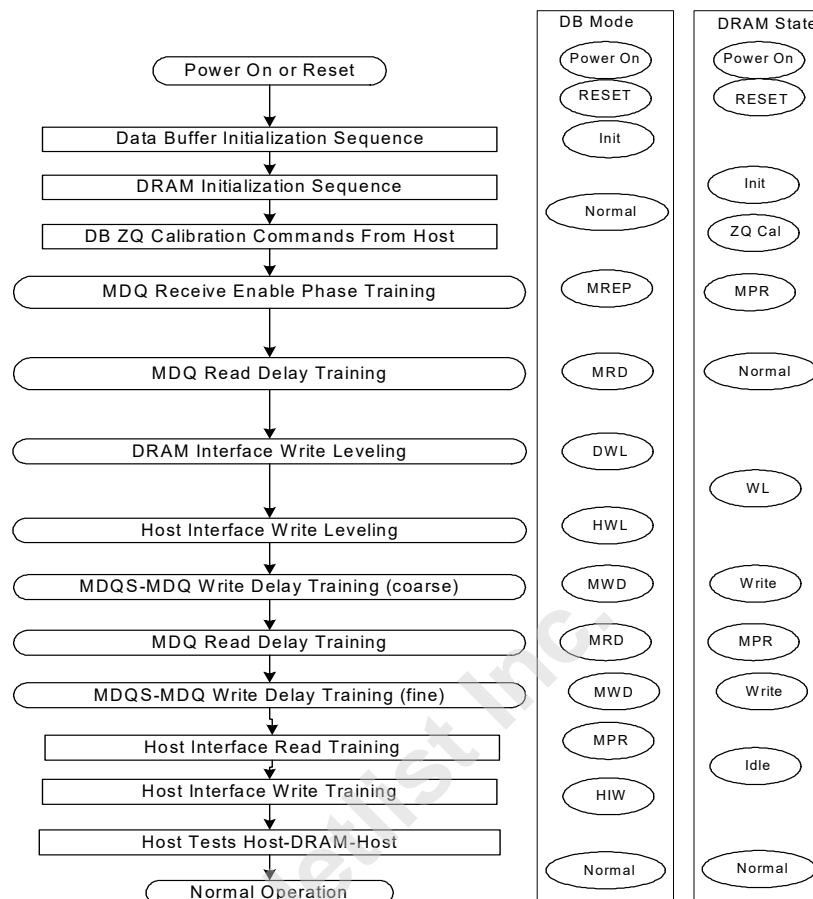 DB Mode
DRAM State
Power On or Reset
Power On
Power On
RESET
RESET
Data Buffer Initialization Sequence
Init
DRAM Initialization Sequence
Init
Normal
DB ZQ Calibration Commands From Host
ZQ Cal
MDQ Receive Enable Phase Training
MREP
MPR
MDQ Read Delay Training
MRD
Normal
DRAM Interface Write Leveling
DWL
WL
Host Interface Write Leveling
HWL
MDQS-MDQ Write Delay Training (coarse)
MWD
Write
MDQ Read Delay Training
MRD
MPR
MDQS-MDQ Write Delay Training (fine)
MWD
Write
Host Interface Read Training
MPR
Idle
Host Interface Write Training
HIW
Host Tests Host-DRAM-Host
Normal
Normal
Normal Operation
etlist Inc.